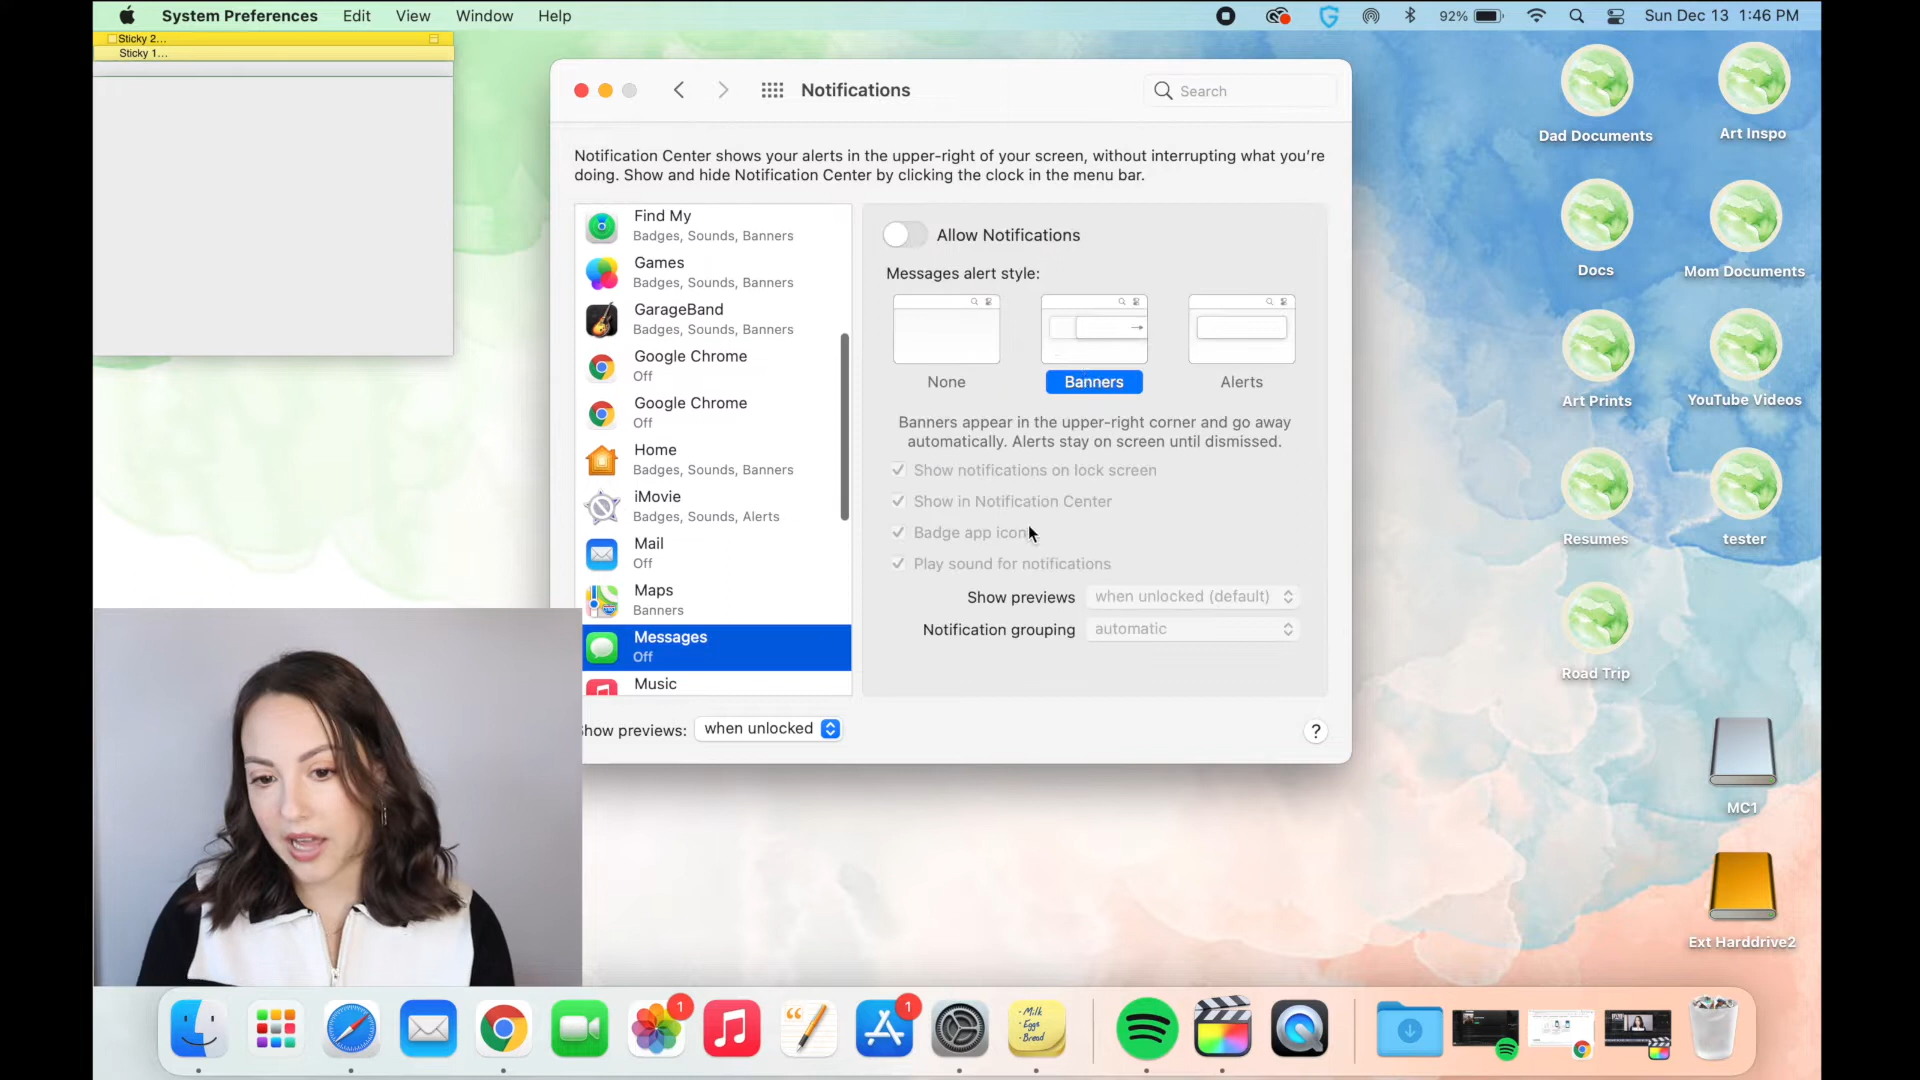 System Preferences Edit View Window Help
92% Sun Dec 13 1:46 PM
Sticky 2...
Sticky 1...
Notifications
Search
Notification Center shows your alerts in the upper-right of your screen, without interrupting what you're
doing. Show and hide Notification Center by clicking the clock in the menu bar.
Find My
Badges, Sounds, Banners
Games
Badges, Sounds, Banners
GarageBand
Badges, Sounds, Banners
Google Chrome
Off
Google Chrome
Off
Home
Badges, Sounds, Banners
iMovie
Badges, Sounds, Alerts
Mail
Off
Maps
Banners
Messages
Off
Music
Show previews: when unlocked
Allow Notifications
Messages alert style:
None
Banners
Alerts
Banners appear in the upper-right corner and go away
automatically. Alerts stay on screen until dismissed.
Show notifications on lock screen
Show in Notification Center
Badge app icon
Play sound for notifications
Show previews when unlocked (default)
Notification grouping automatic
?
Dad Documents
Art Inspo
Docs
Mom Documents
Art Prints
YouTube Videos
Resumes
tester
Road Trip
MC1
Ext Harddrive2
1
1
-Milk
-Eggs
-Bread